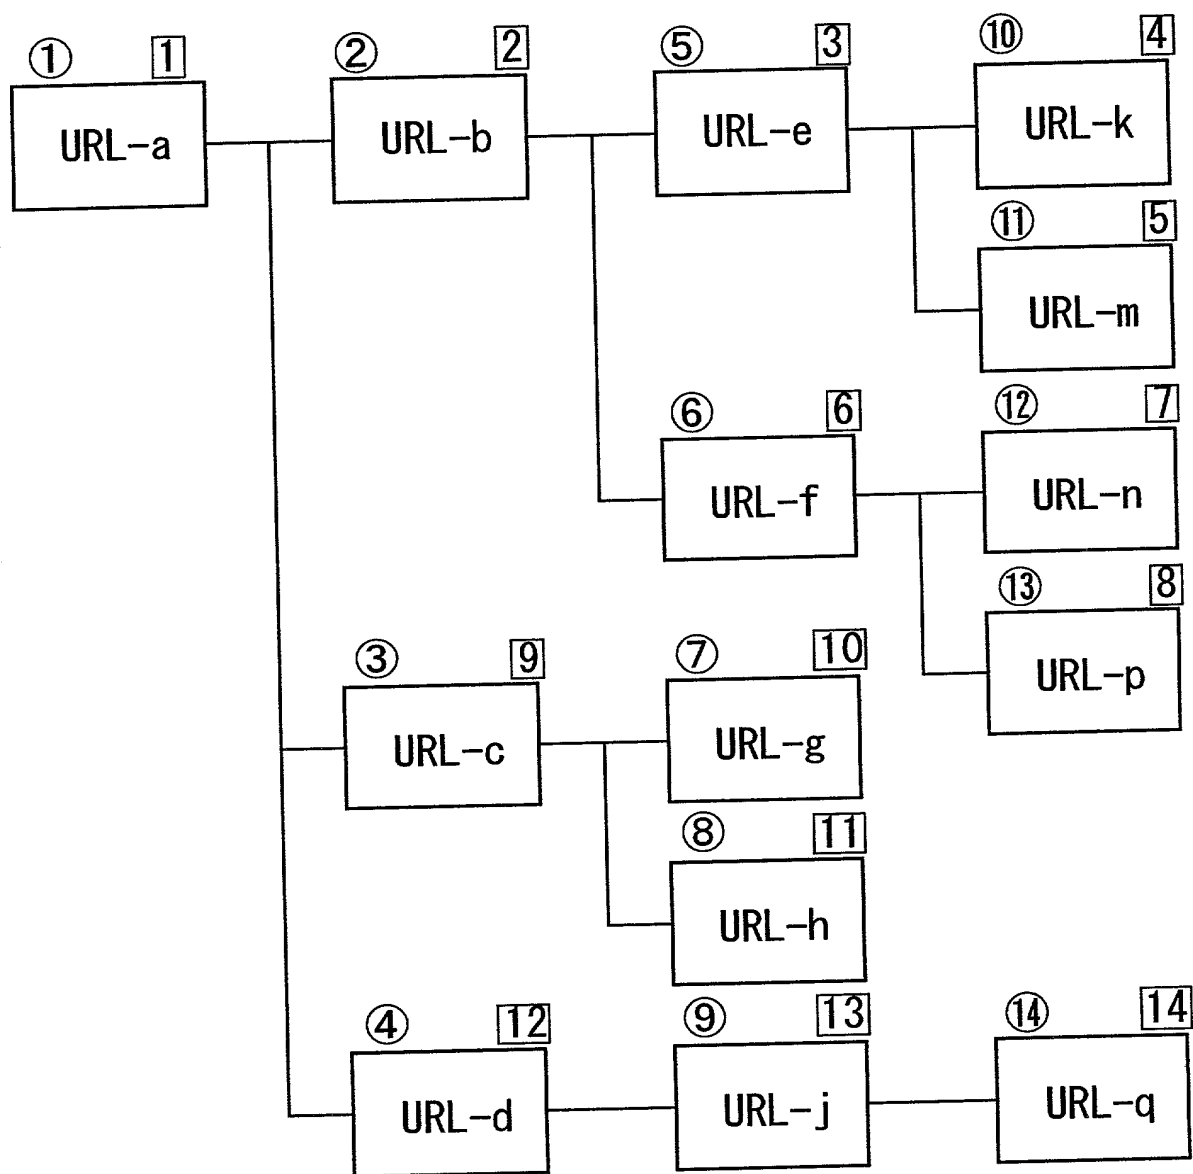 ① 1 ② 2 ⑤ 3 ⑩ 4
URL-a URL-b URL-e URL-k
⑪ 5
URL-m
⑥ 6 ⑫ 7
URL-f URL-n
⑬ 8
③ 9 ⑦ 10
URL-p
URL-c URL-g
⑧ 11
URL-h
④ 12 ⑨ 13 ⑭ 14
URL-d URL-j URL-q